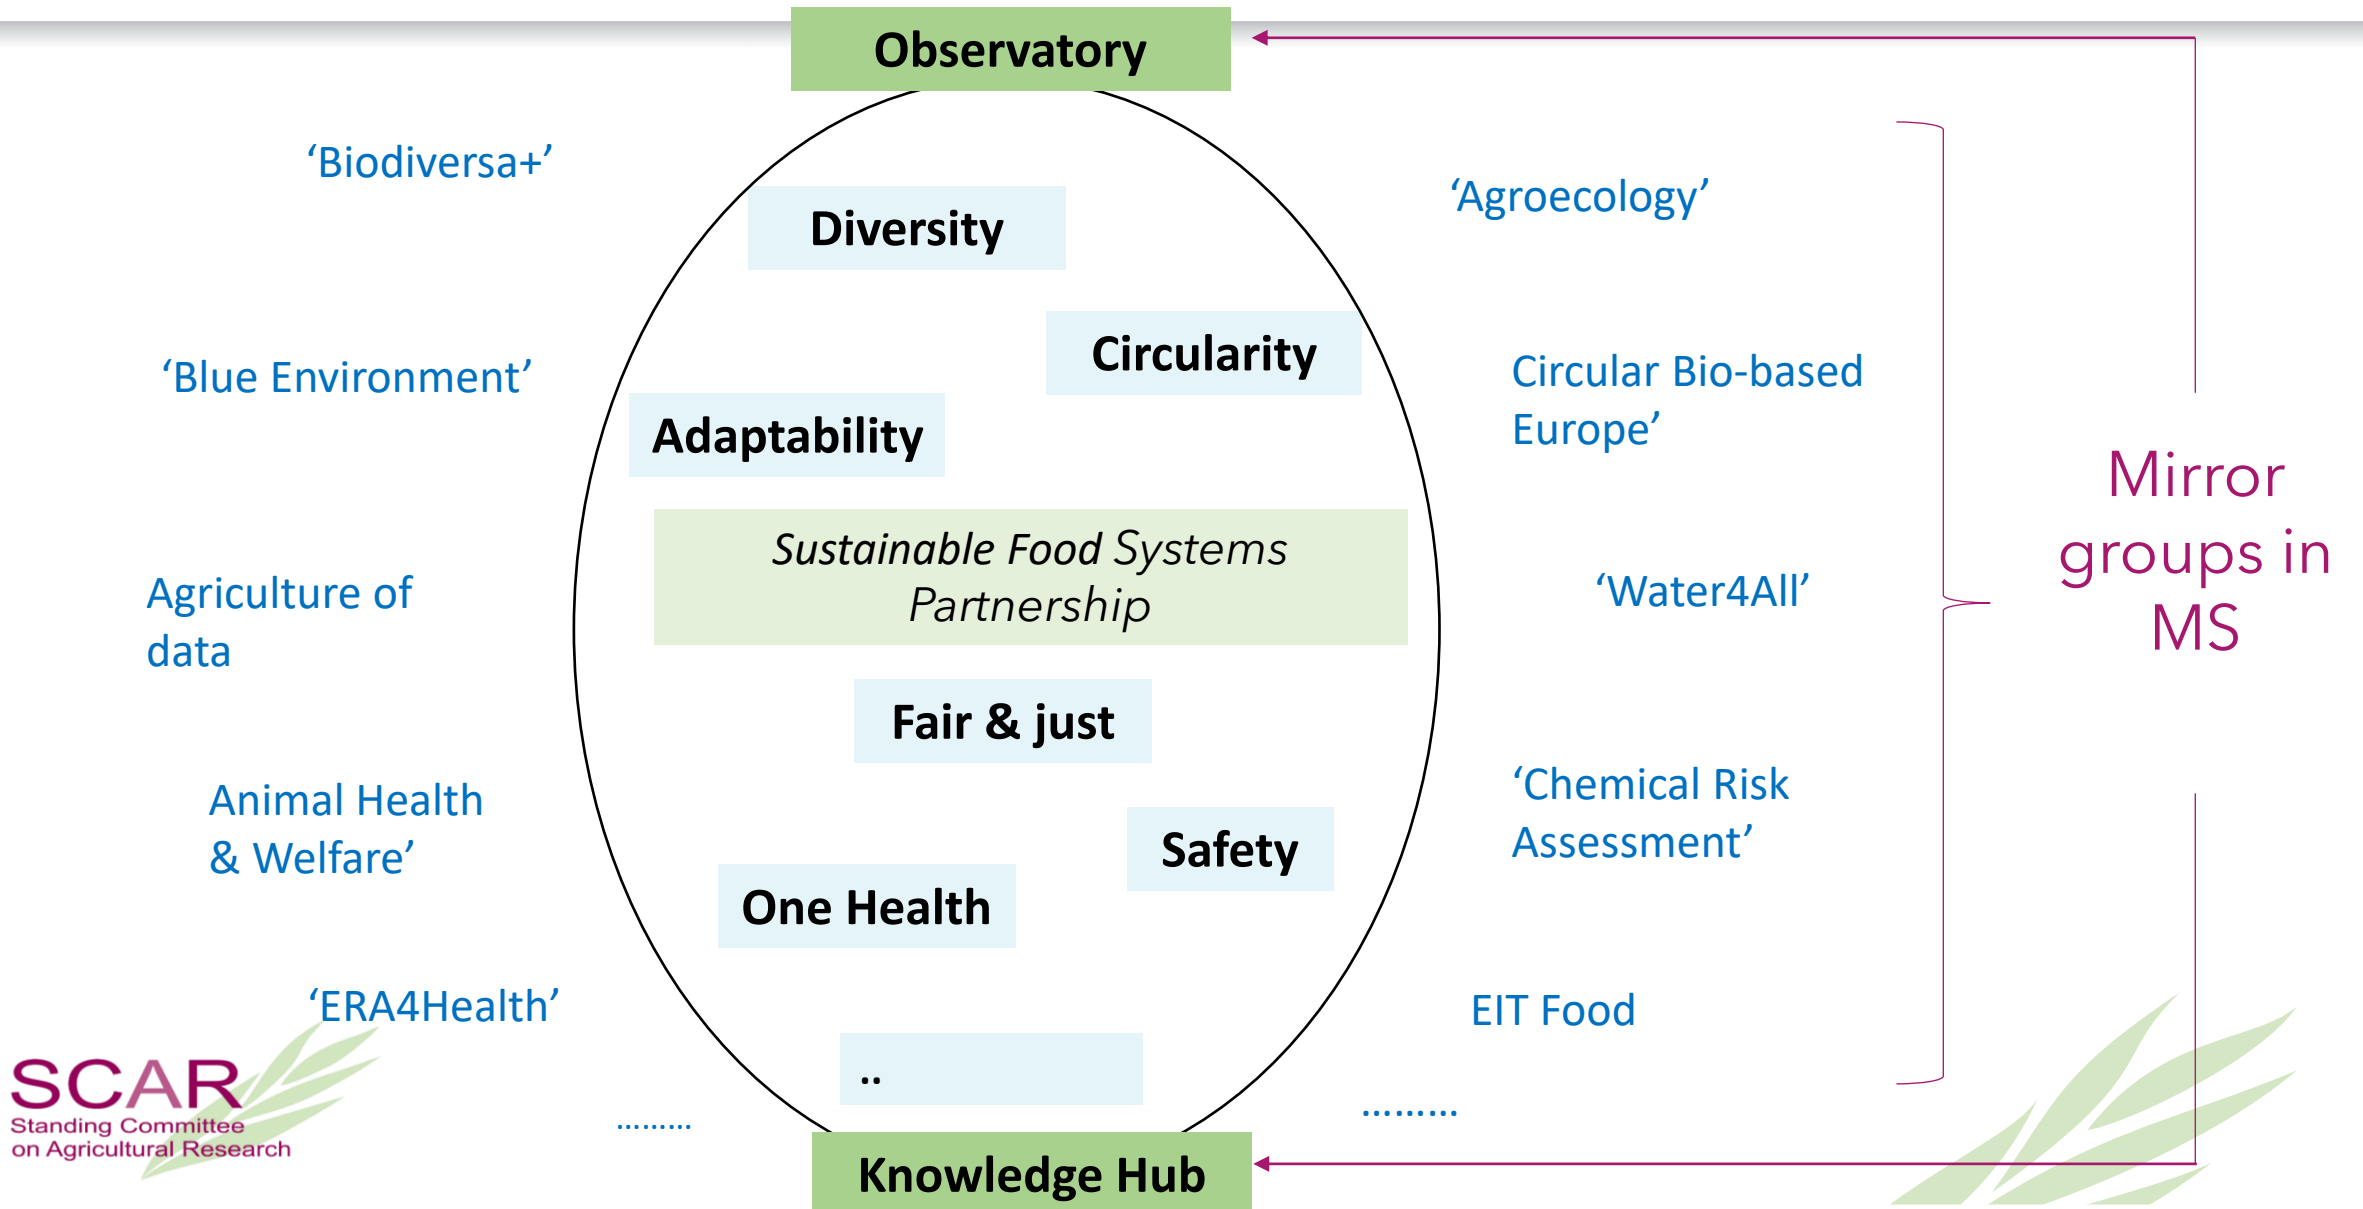 Observatory
‘Biodiversa+’
‘Agroecology’
Diversity
Circularity
‘Blue Environment’
Circular Bio-based
Europe’
Adaptability
Mirror
groups in
MS
Sustainable Food Systems
Partnership
Agriculture of
data
‘Water4All’
Fair & just
Animal Health
& Welfare’
‘Chemical Risk
Assessment’
Safety
One Health
‘ERA4Health’
EIT Food
..
………
………
Knowledge Hub
SCAR
Standing Committee
on Agricultural Research